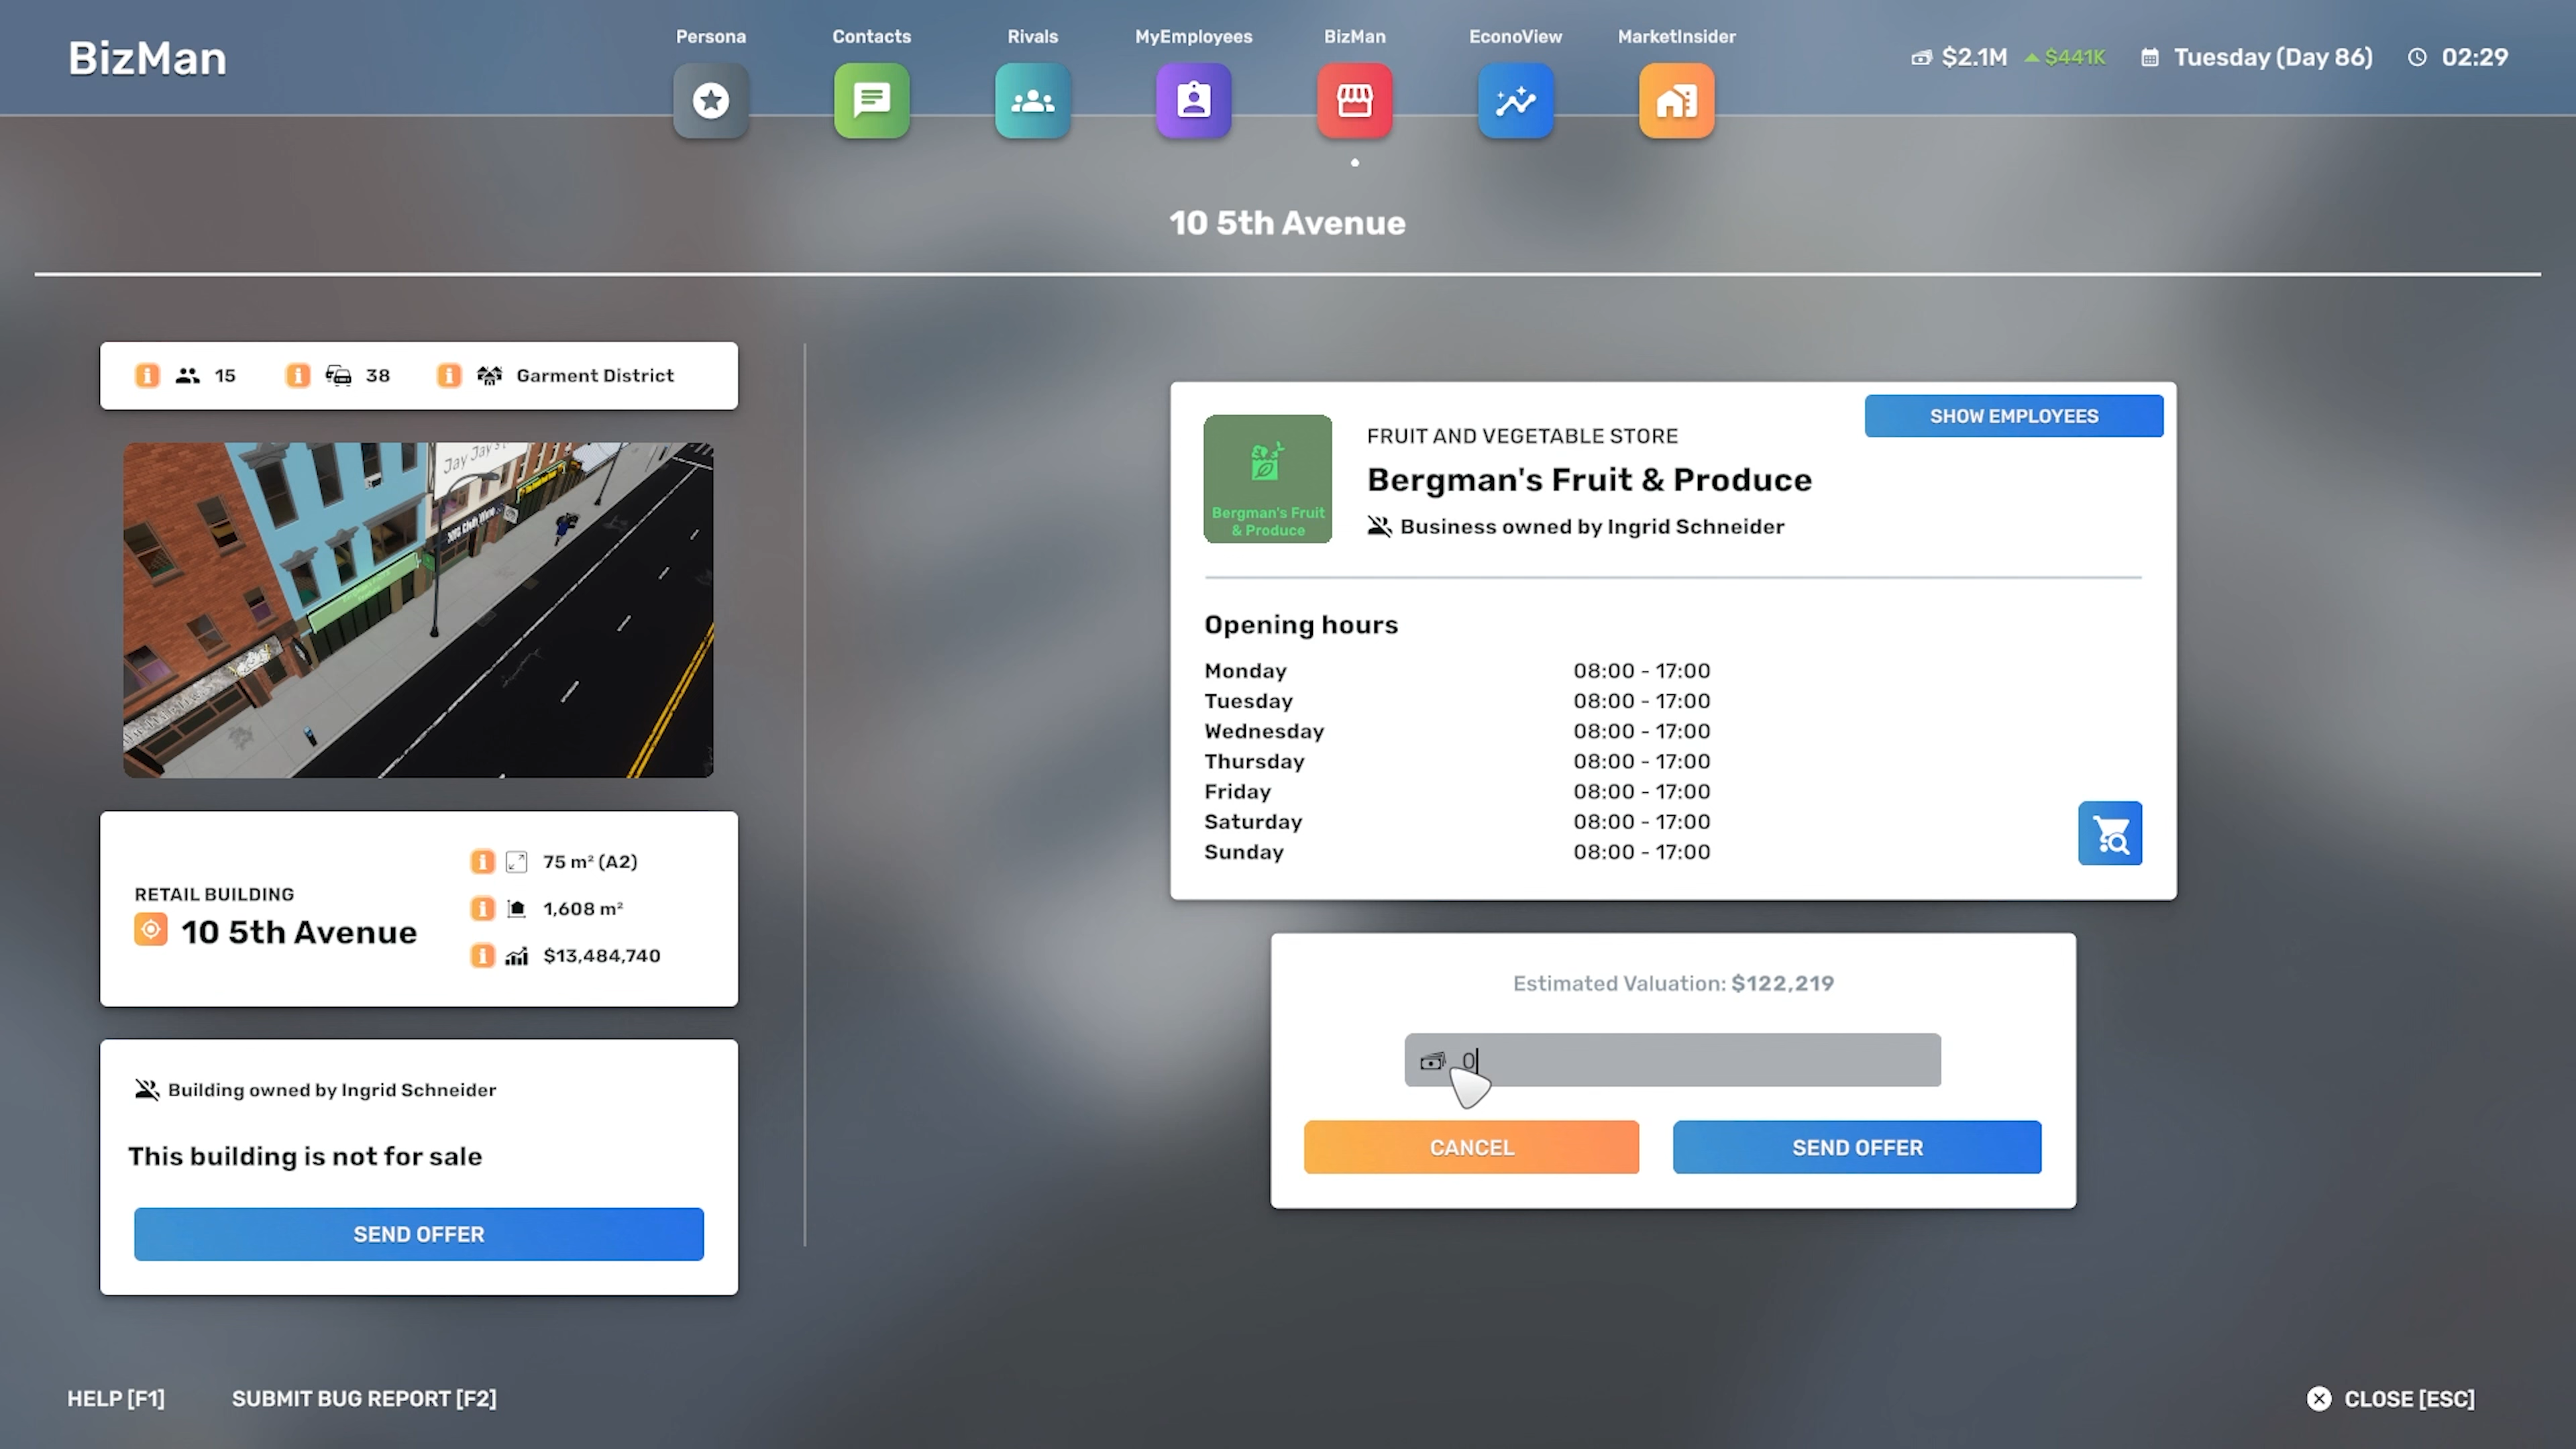 BizMan
Persona
Contacts
Rivals
MyEmployees
BizMan
EconoView
MarketInsider
$2.1M
$441K
Tuesday (Day 86)
02:29
10 5th Avenue
15
38
Garment District
Jay Jay's
RETAIL BUILDING
10 5th Avenue
75 m² (A2)
1,608 m²
$13,484,740
Building owned by Ingrid Schneider
This building is not for sale
SEND OFFER
SHOW EMPLOYEES
FRUIT AND VEGETABLE STORE
Bergman's Fruit & Produce
Business owned by Ingrid Schneider
Bergman's Fruit
& Produce
Opening hours
Monday 08:00 - 17:00
Tuesday 08:00 - 17:00
Wednesday 08:00 - 17:00
Thursday 08:00 - 17:00
Friday 08:00 - 17:00
Saturday 08:00 - 17:00
Sunday 08:00 - 17:00
Estimated Valuation: $122,219
0
CANCEL
SEND OFFER
HELP [F1]
SUBMIT BUG REPORT [F2]
CLOSE [ESC]